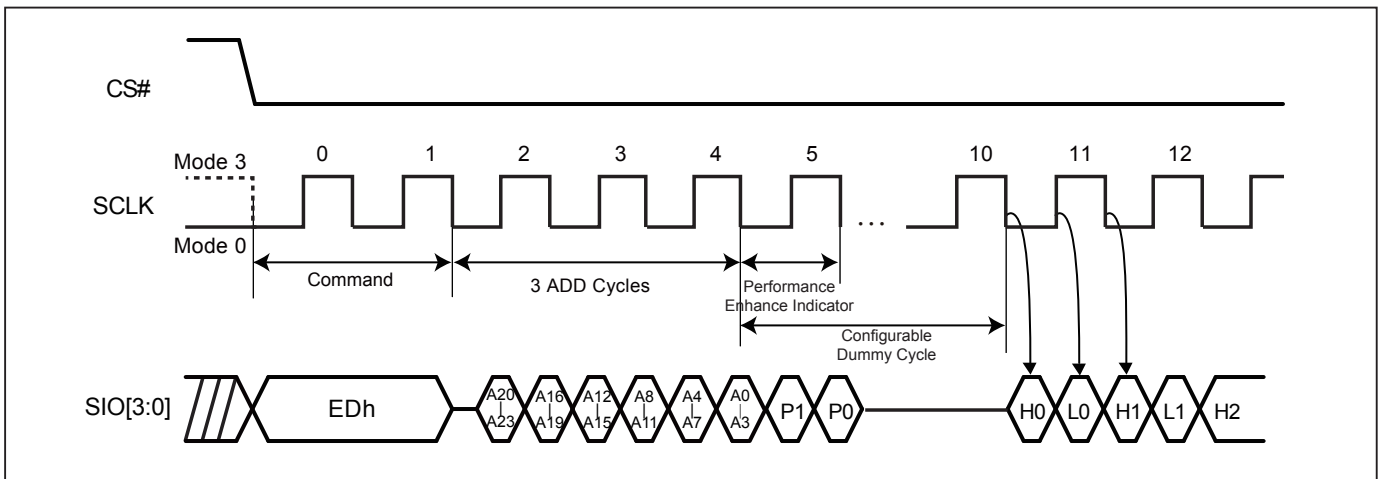 CS#
Mode 3
0 1 2 3 4 5 10 11 12
SCLK
...
Mode 0
Command
3 ADD Cycles
Performance
Enhance Indicator
Configurable
Dummy Cycle
SIO[3:0]
EDh
A20
|
A23
A16
|
A19
A12
|
A15
A8
|
A11
A4
|
A7
A0
|
A3
P1
P0
H0
L0
H1
L1
H2